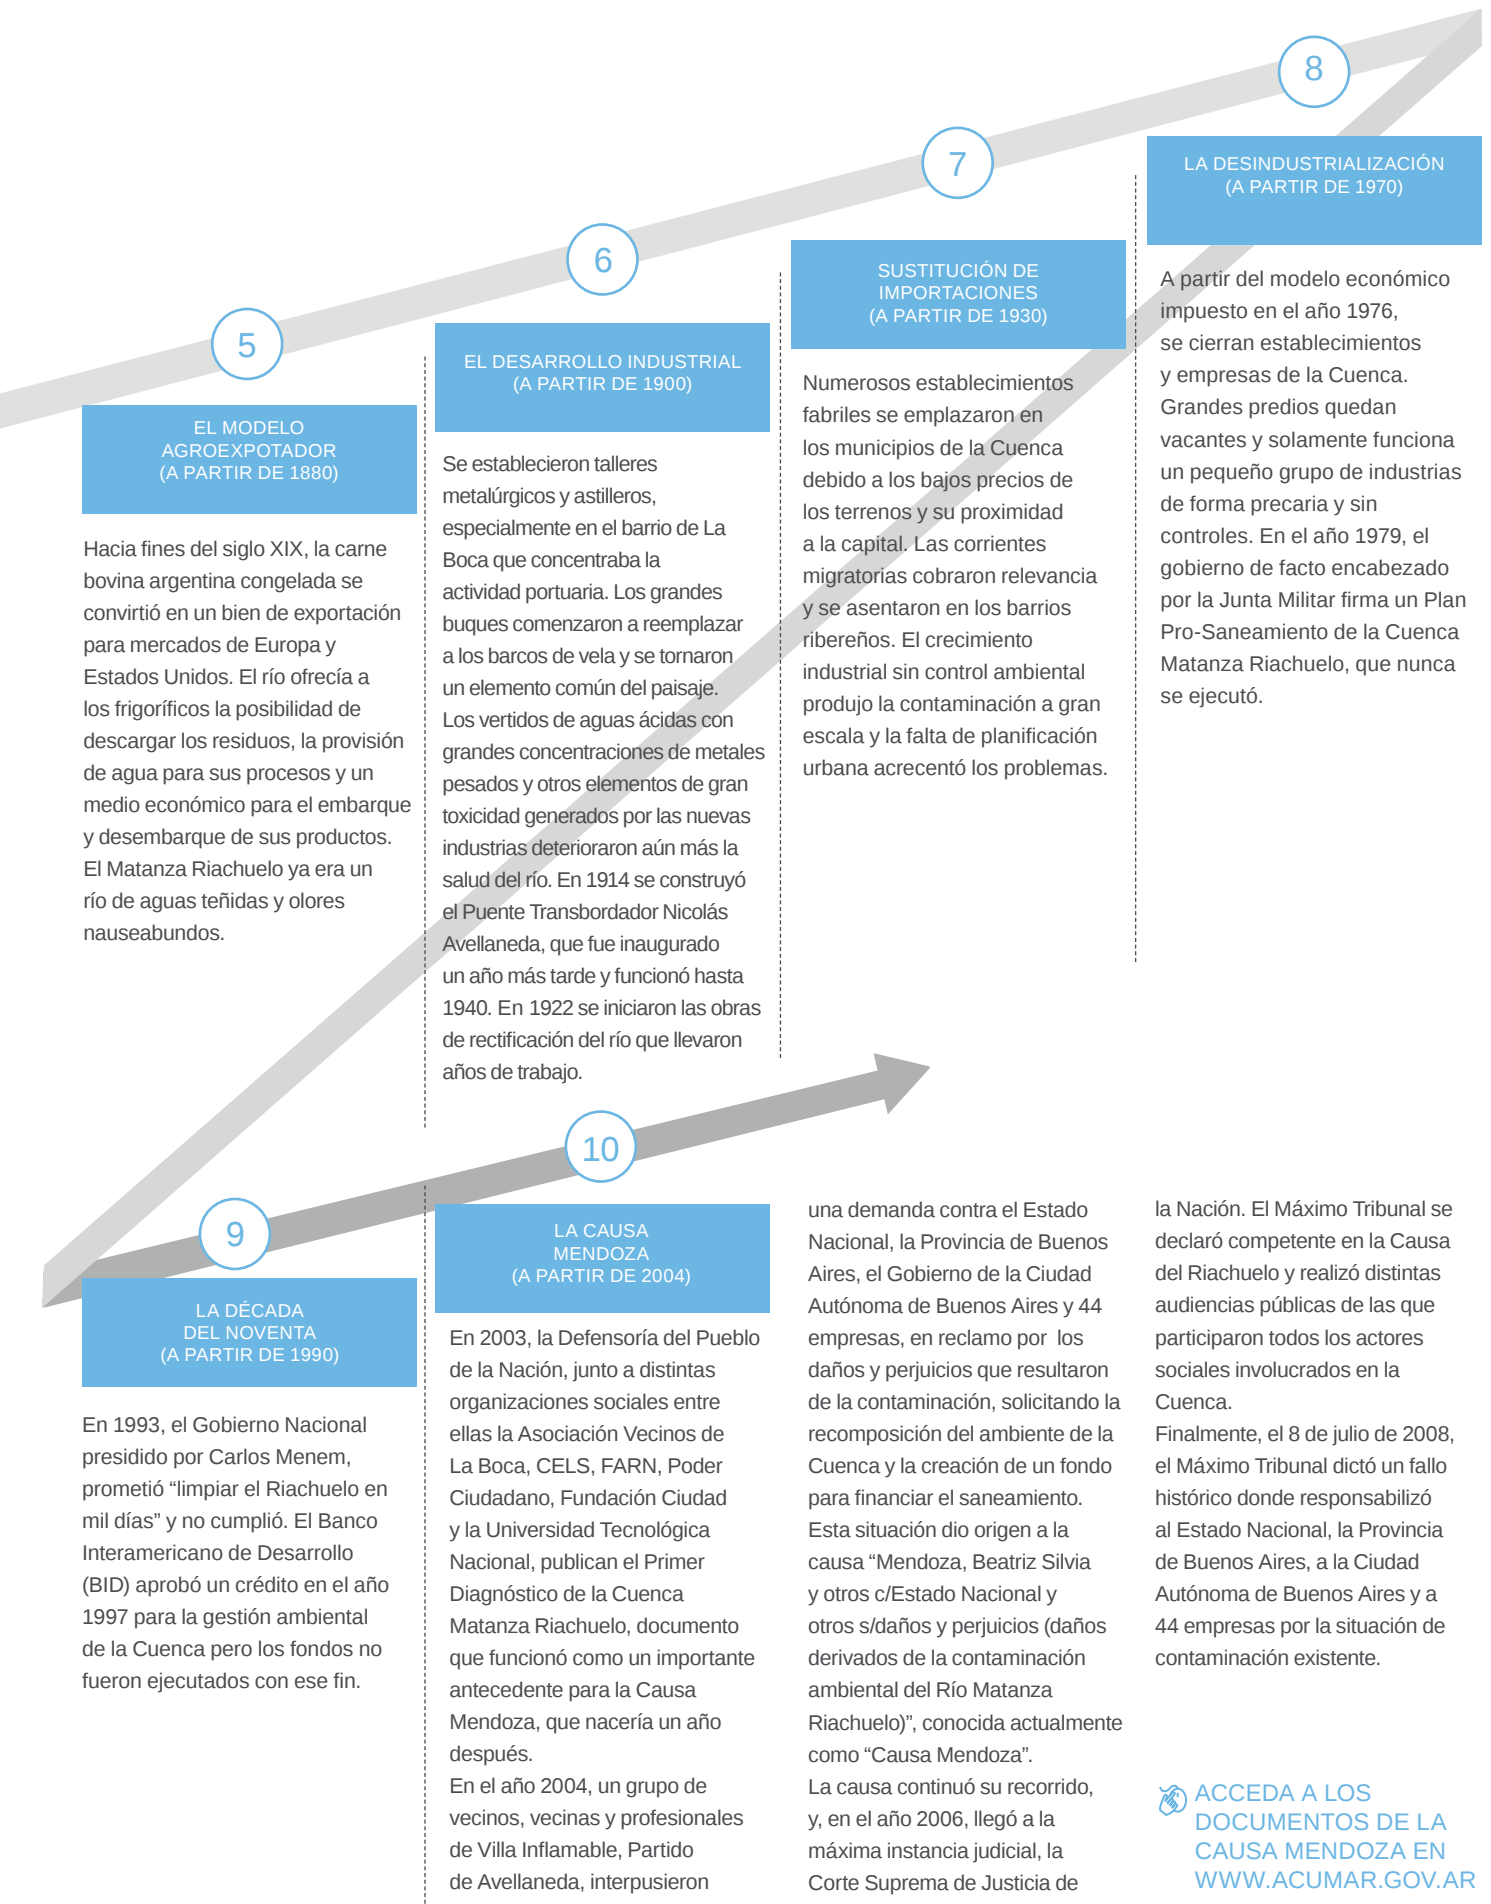 5
EL MODELO
AGROEXPOTADOR
(A PARTIR DE 1880)
Hacia fines del siglo XIX, la carne
bovina argentina congelada se
convirtió en un bien de exportación
para mercados de Europa y
Estados Unidos. El río ofrecía a
los frigoríficos la posibilidad de
descargar los residuos, la provisión
de agua para sus procesos y un
medio económico para el embarque
y desembarque de sus productos.
El Matanza Riachuelo ya era un
río de aguas teñidas y olores
nauseabundos.
6
EL DESARROLLO INDUSTRIAL
(A PARTIR DE 1900)
Se establecieron talleres
metalúrgicos y astilleros,
especialmente en el barrio de La
Boca que concentraba la
actividad portuaria. Los grandes
buques comenzaron a reemplazar
a los barcos de vela y se tornaron
un elemento común del paisaje.
Los vertidos de aguas ácidas con
grandes concentraciones de metales
pesados y otros elementos de gran
toxicidad generados por las nuevas
industrias deterioraron aún más la
salud del río. En 1914 se construyó
el Puente Transbordador Nicolás
Avellaneda, que fue inaugurado
un año más tarde y funcionó hasta
1940. En 1922 se iniciaron las obras
de rectificación del río que llevaron
años de trabajo.
7
SUSTITUCIÓN DE
IMPORTACIONES
(A PARTIR DE 1930)
Numerosos establecimientos
fabriles se emplazaron en
los municipios de la Cuenca
debido a los bajos precios de
los terrenos y su proximidad
a la capital. Las corrientes
migratorias cobraron relevancia
y se asentaron en los barrios
ribereños. El crecimiento
industrial sin control ambiental
produjo la contaminación a gran
escala y la falta de planificación
urbana acrecentó los problemas.
8
LA DESINDUSTRIALIZACIÓN
(A PARTIR DE 1970)
A partir del modelo económico
impuesto en el año 1976,
se cierran establecimientos
y empresas de la Cuenca.
Grandes predios quedan
vacantes y solamente funciona
un pequeño grupo de industrias
de forma precaria y sin
controles. En el año 1979, el
gobierno de facto encabezado
por la Junta Militar firma un Plan
Pro-Saneamiento de la Cuenca
Matanza Riachuelo, que nunca
se ejecutó.
9
LA DÉCADA
DEL NOVENTA
(A PARTIR DE 1990)
En 1993, el Gobierno Nacional
presidido por Carlos Menem,
prometió “limpiar el Riachuelo en
mil días” y no cumplió. El Banco
Interamericano de Desarrollo
(BID) aprobó un crédito en el año
1997 para la gestión ambiental
de la Cuenca pero los fondos no
fueron ejecutados con ese fin.
10
LA CAUSA
MENDOZA
(A PARTIR DE 2004)
En 2003, la Defensoría del Pueblo
de la Nación, junto a distintas
organizaciones sociales entre
ellas la Asociación Vecinos de
La Boca, CELS, FARN, Poder
Ciudadano, Fundación Ciudad
y la Universidad Tecnológica
Nacional, publican el Primer
Diagnóstico de la Cuenca
Matanza Riachuelo, documento
que funcionó como un importante
antecedente para la Causa
Mendoza, que nacería un año
después.
En el año 2004, un grupo de
vecinos, vecinas y profesionales
de Villa Inflamable, Partido
de Avellaneda, interpusieron
una demanda contra el Estado
Nacional, la Provincia de Buenos
Aires, el Gobierno de la Ciudad
Autónoma de Buenos Aires y 44
empresas, en reclamo por  los
daños y perjuicios que resultaron
de la contaminación, solicitando la
recomposición del ambiente de la
Cuenca y la creación de un fondo
para financiar el saneamiento.
Esta situación dio origen a la
causa “Mendoza, Beatriz Silvia
y otros c/Estado Nacional y
otros s/daños y perjuicios (daños
derivados de la contaminación
ambiental del Río Matanza
Riachuelo)”, conocida actualmente
como “Causa Mendoza”.
La causa continuó su recorrido,
y, en el año 2006, llegó a la
máxima instancia judicial, la
Corte Suprema de Justicia de
la Nación. El Máximo Tribunal se
declaró competente en la Causa
del Riachuelo y realizó distintas
audiencias públicas de las que
participaron todos los actores
sociales involucrados en la
Cuenca.
Finalmente, el 8 de julio de 2008,
el Máximo Tribunal dictó un fallo
histórico donde responsabilizó
al Estado Nacional, la Provincia
de Buenos Aires, a la Ciudad
Autónoma de Buenos Aires y a
44 empresas por la situación de
contaminación existente.
ACCEDA A LOS
DOCUMENTOS DE LA
CAUSA MENDOZA EN
WWW.ACUMAR.GOV.AR